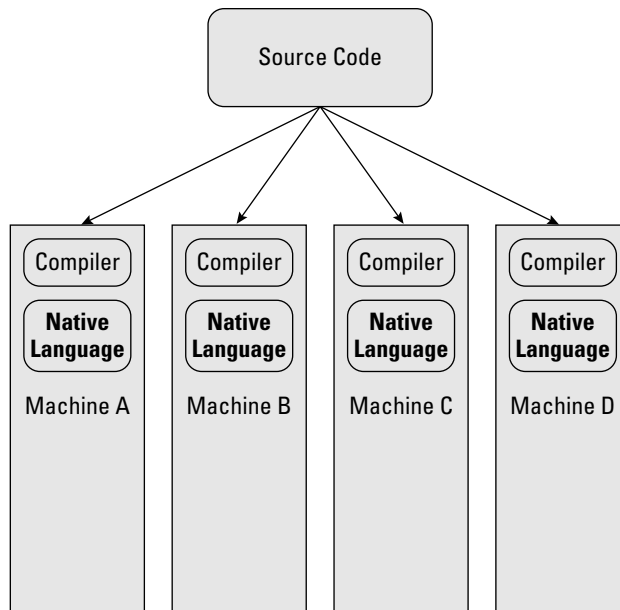 Source Code
Compiler
Compiler
Compiler
Compiler
Native
Language
Native
Language
Native
Language
Native
Language
Machine A
Machine B
Machine C
Machine D